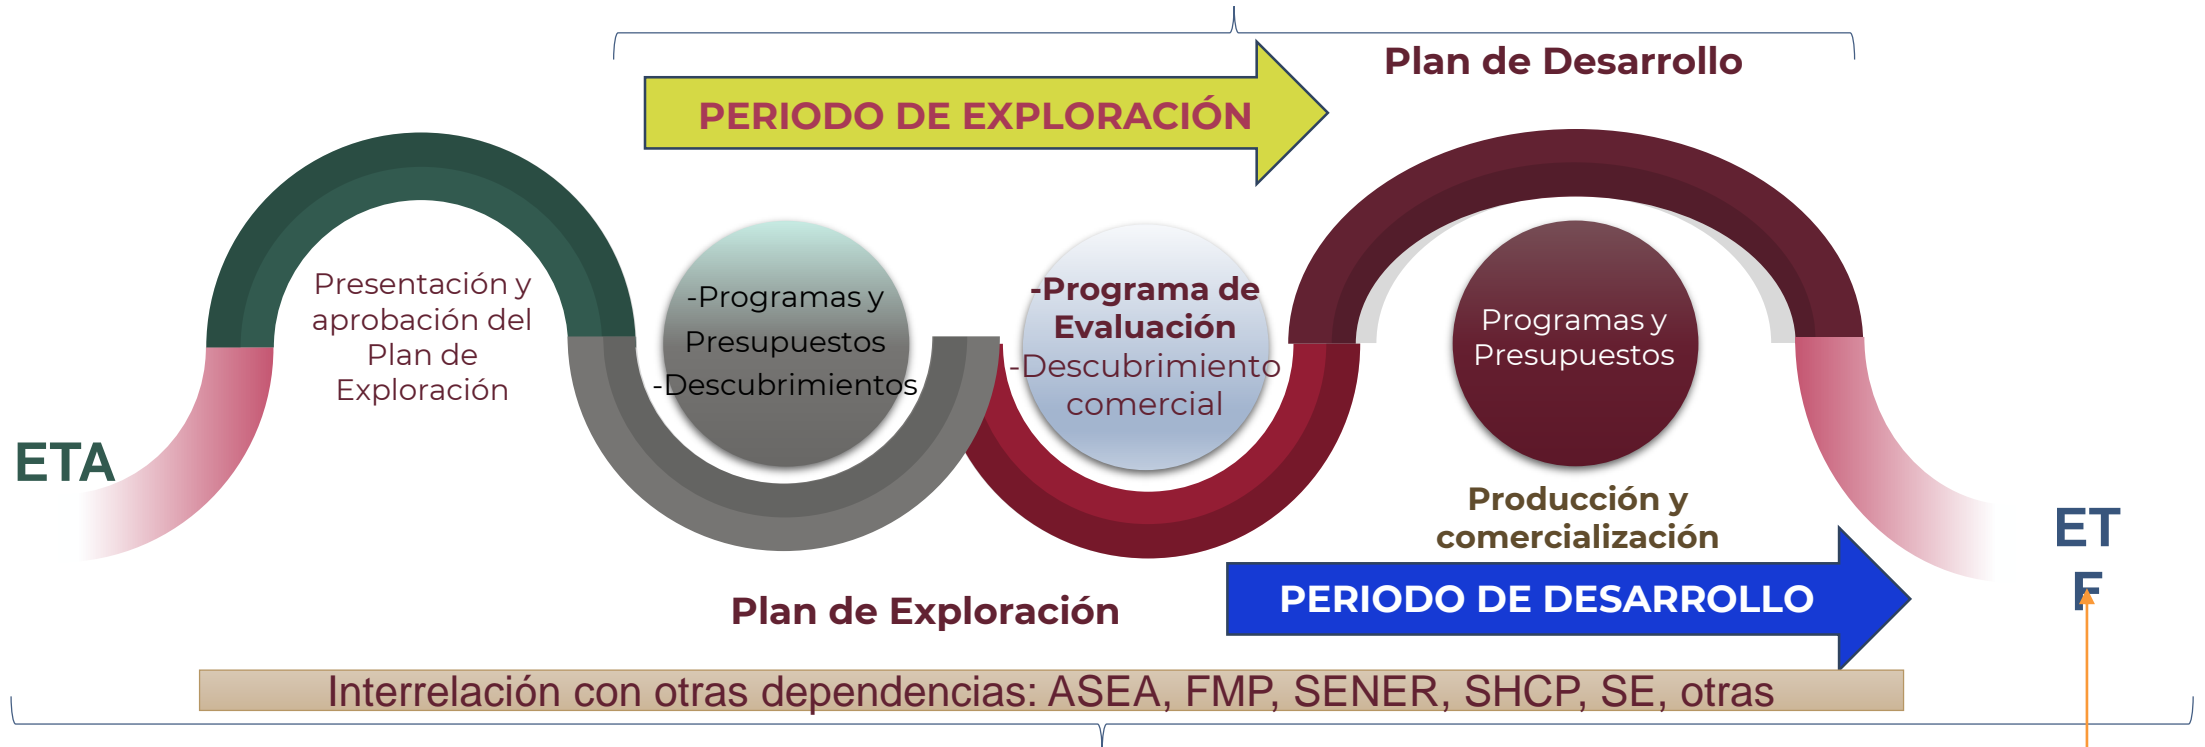 Plan de Desarrollo
PERIODO DE EXPLORACIÓN
Presentación y
aprobación del
Plan de
Exploración
-Programas y
Presupuestos
-Descubrimientos
-Programa de
Evaluación
-Descubrimiento
comercial
Programas y
Presupuestos
ETA
Producción y
comercialización
ET
F
PERIODO DE DESARROLLO
Plan de Exploración
Interrelación con otras dependencias: ASEA, FMP, SENER, SHCP, SE, otras